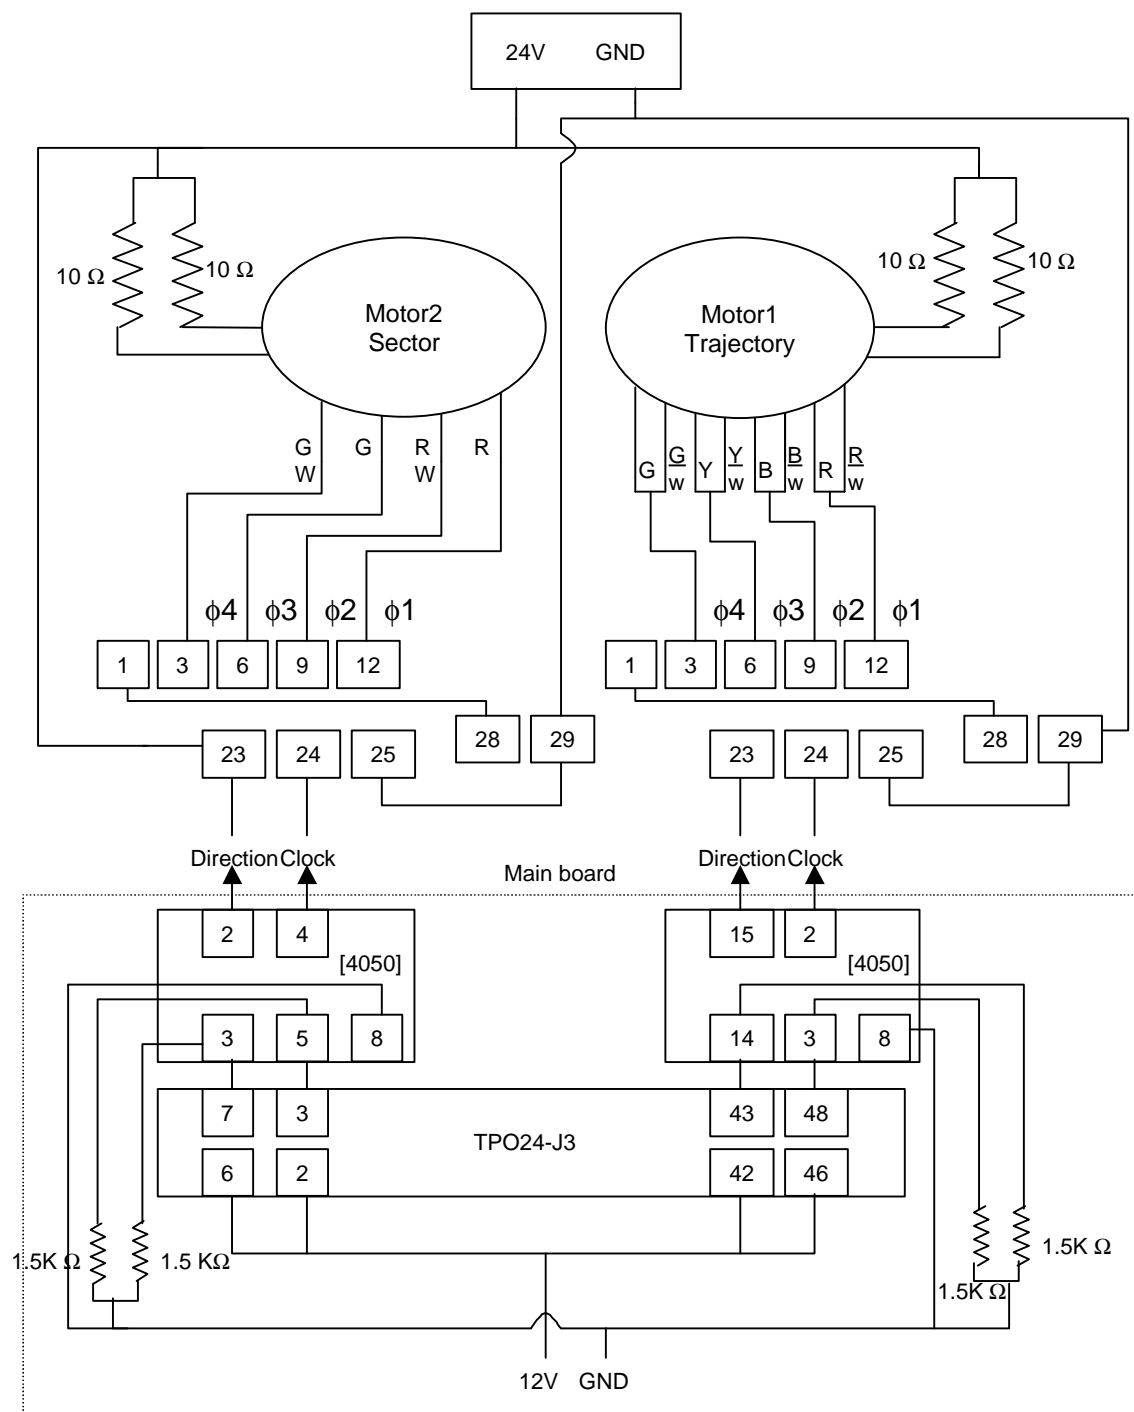 24V GND
10 Ω 10 Ω
10 Ω 10 Ω
Motor2
Sector
Motor1
Trajectory
G
W
G
R
W
R
G
G
w
Y
Y
w
B
B
w
R
R
w
ϕ4 ϕ3 ϕ2 ϕ1
ϕ4 ϕ3 ϕ2 ϕ1
1 3 6 9 12
1 3 6 9 12
28 29
28 29
23 24 25
23 24 25
Direction Clock
Direction Clock
Main board
2 4
15 2
[4050]
[4050]
3 5 8
14 3 8
7 3
43 48
TPO24-J3
6 2
42 46
1.5K Ω 1.5 KΩ
1.5K Ω
1.5K Ω
12V GND